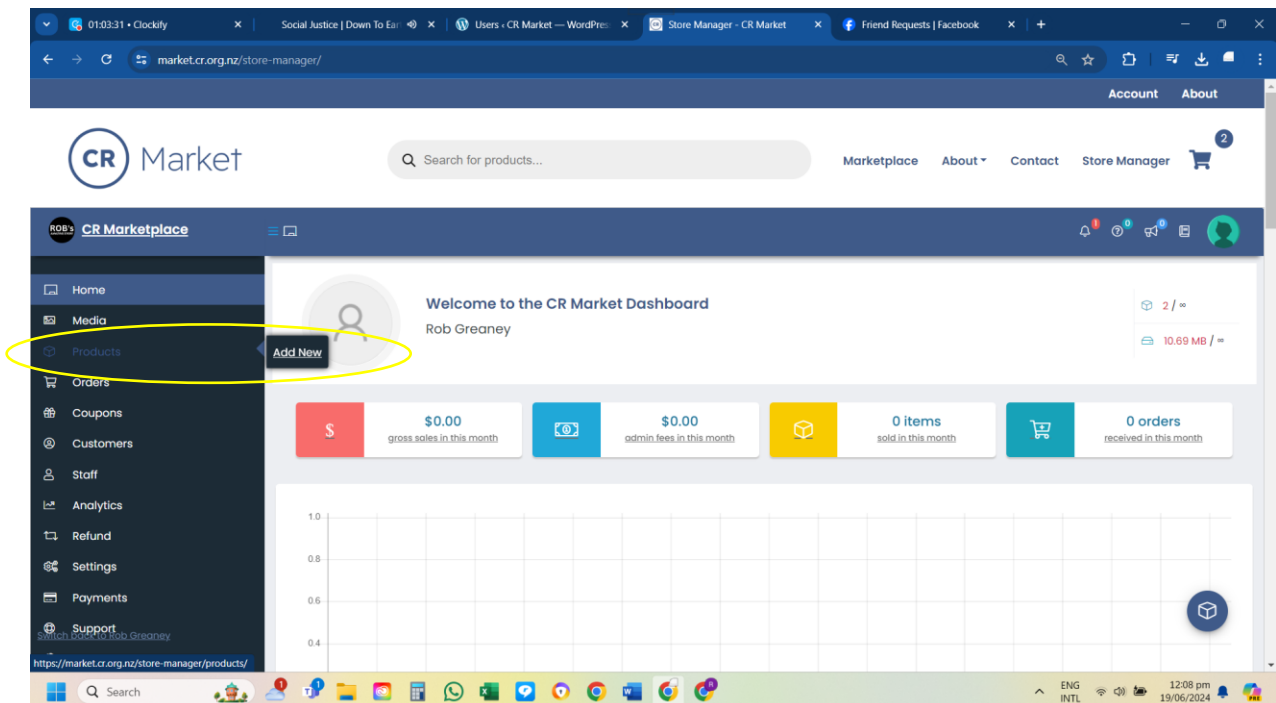 01:03:31 • Clockify
Social Justice | Down To Ear
Users ‹ CR Market — WordPres
Store Manager - CR Market
Friend Requests | Facebook
market.cr.org.nz/store-manager/
Account About
CR Market
Search for products...
Marketplace About Contact Store Manager
2
ROB's CR Marketplace
1 0 0
Home
Media
Products
Add New
Orders
Coupons
Customers
Staff
Analytics
Refund
Settings
Payments
Support
Switch back to Rob Greaney
Welcome to the CR Market Dashboard
Rob Greaney
2 / ∞
10.69 MB / ∞
$ $0.00
gross sales in this month
$0.00
admin fees in this month
0 items
sold in this month
0 orders
received in this month
1.0
0.8
0.6
0.4
https://market.cr.org.nz/store-manager/products/
Search
ENG
INTL
12:08 pm
19/06/2024